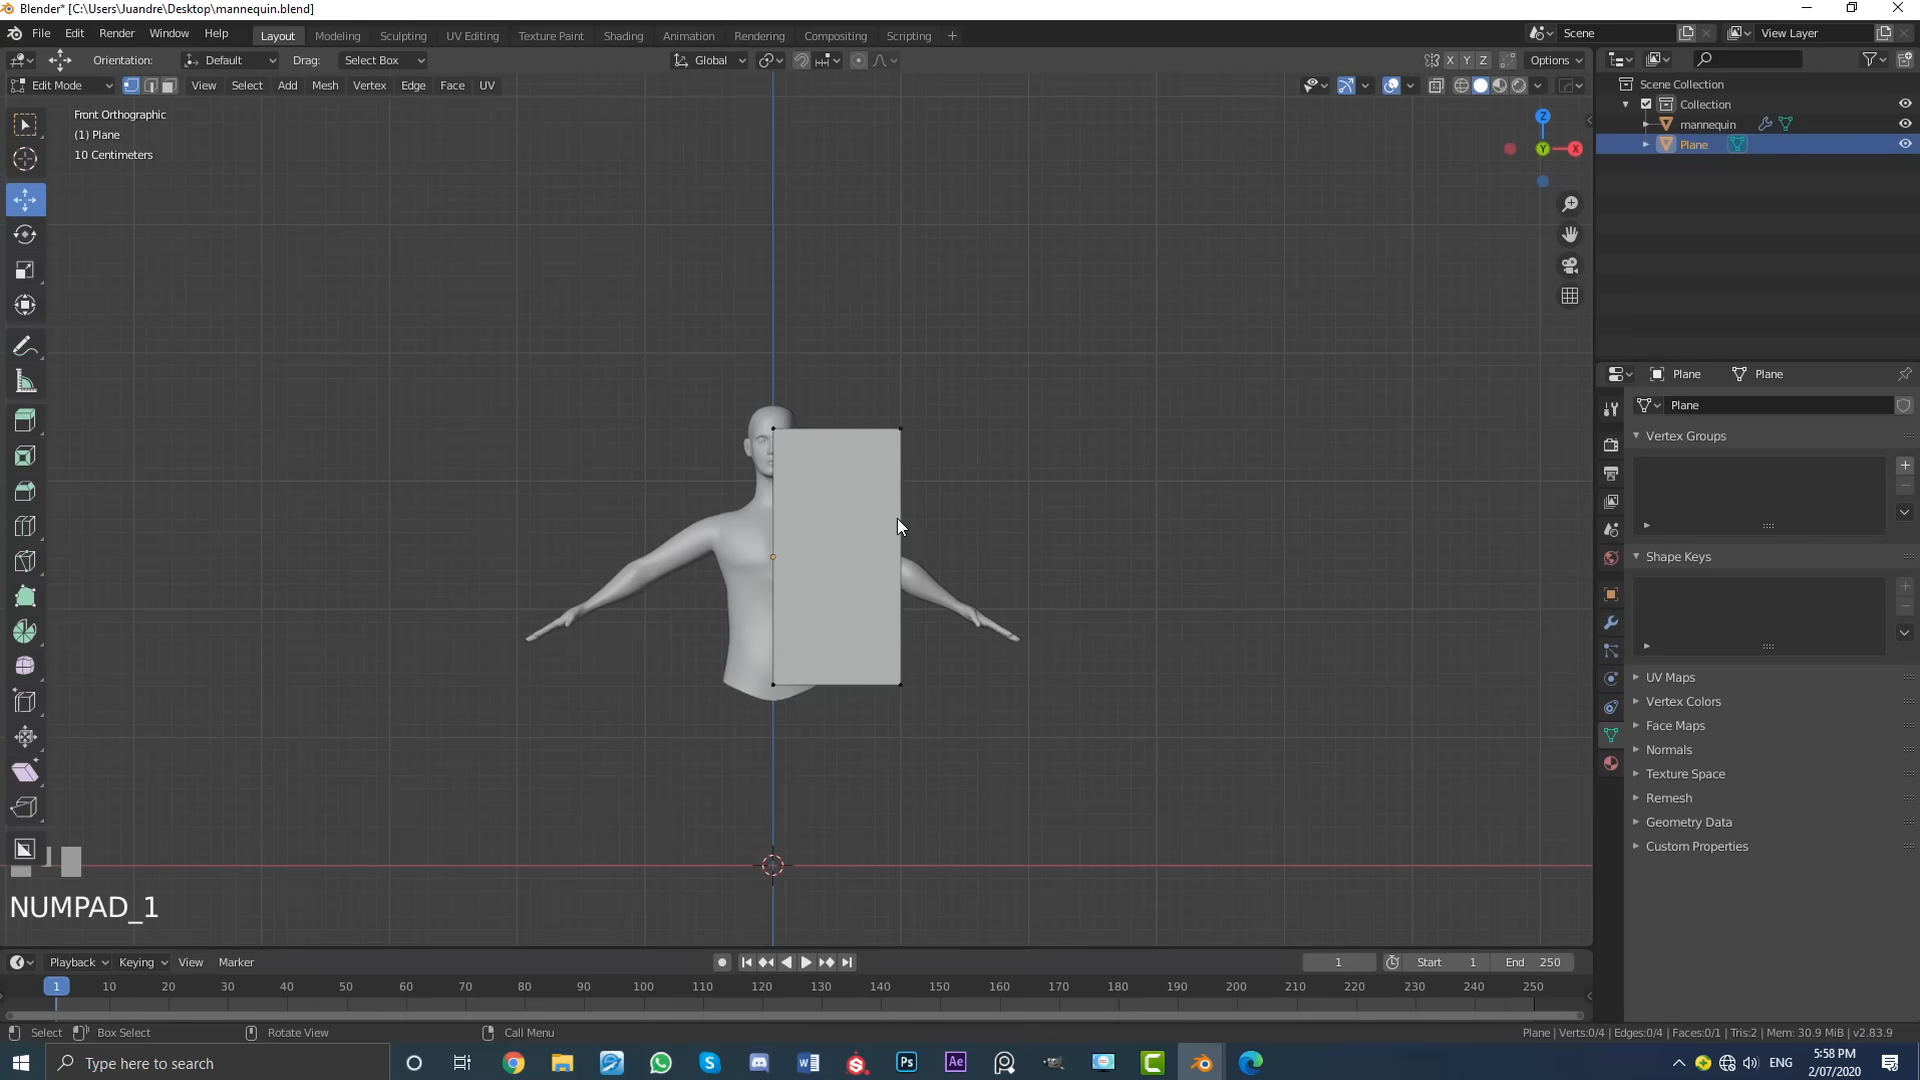 Blender* [C:\Users\Juandre\Desktop\mannequin.blend]
File Edit Render Window Help Layout Modeling Sculpting UV Editing Texture Paint Shading Animation Rendering Compositing Scripting + Scene View Layer
Orientation: Default Drag: Select Box Global X Y Z Options
Edit Mode View Select Add Mesh Vertex Edge Face UV
Front Orthographic
(1) Plane
10 Centimeters
Z
Y X
Scene Collection
Collection
mannequin
Plane
Plane Plane
Plane
Vertex Groups
Shape Keys
UV Maps
Vertex Colors
Face Maps
Normals
Texture Space
Remesh
Geometry Data
Custom Properties
NUMPAD_1
Playback Keying View Marker 1 Start 1 End 250
1 10 20 30 40 50 60 70 80 90 100 110 120 130 140 150 160 170 180 190 200 210 220 230 240 250
Select Box Select Rotate View Call Menu Plane | Verts:0/4 | Edges:0/4 | Faces:0/1 | Tris:2 | Mem: 30.9 MiB | v2.83.9
Type here to search
ENG
5:58 PM
2/07/2020